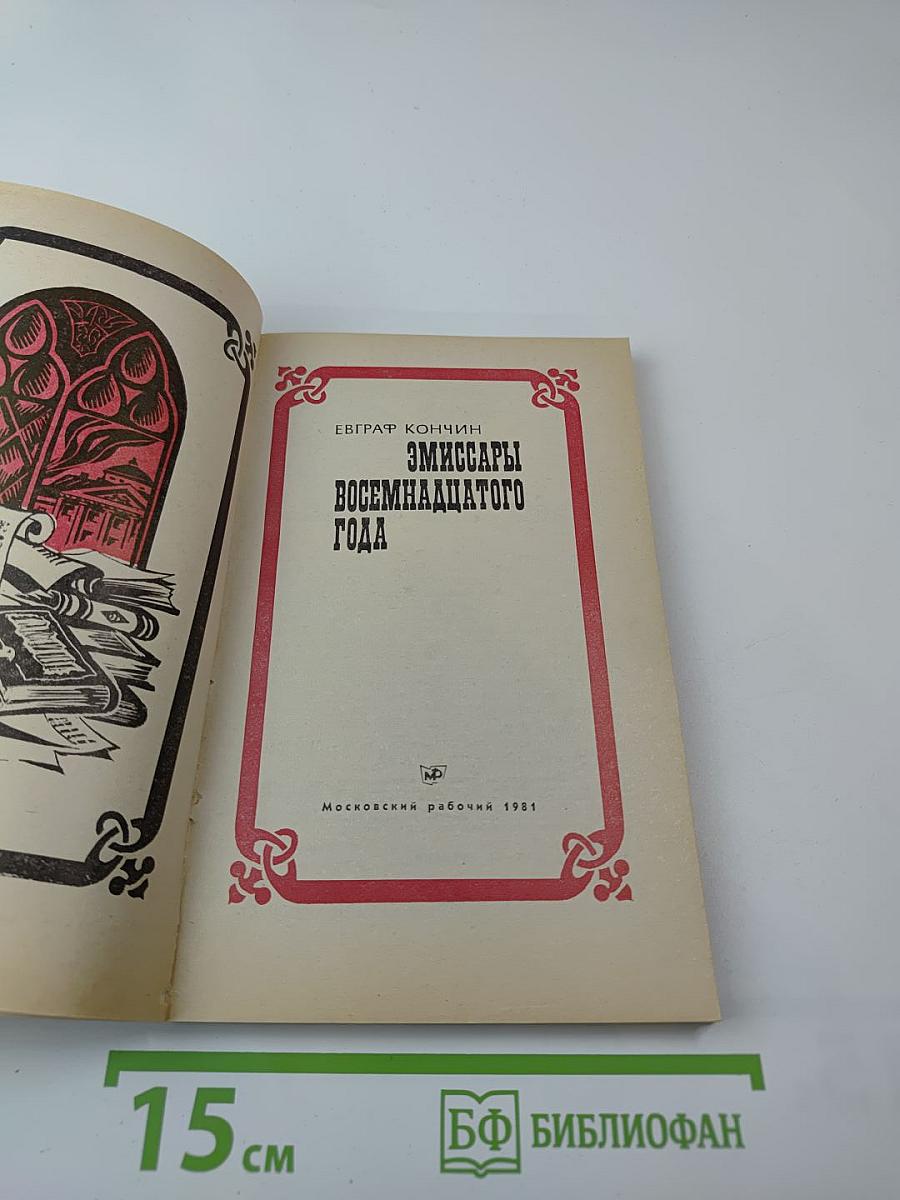 ЕВГРАФ КОНЧИН
ЭМИССАРЫ
ВОСЕМНАДЦАТОГО
ГОДА
МР
Московский рабочий 1981
15 см
БФ БИБЛИОФАН